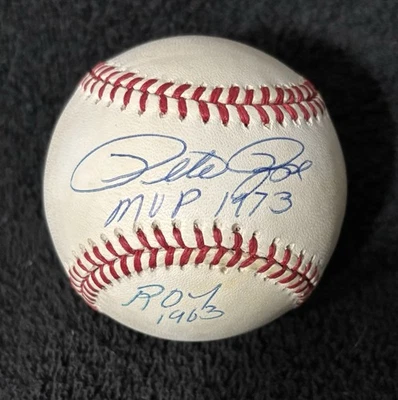 Pete Rose
MVP 1973
ROY
1963